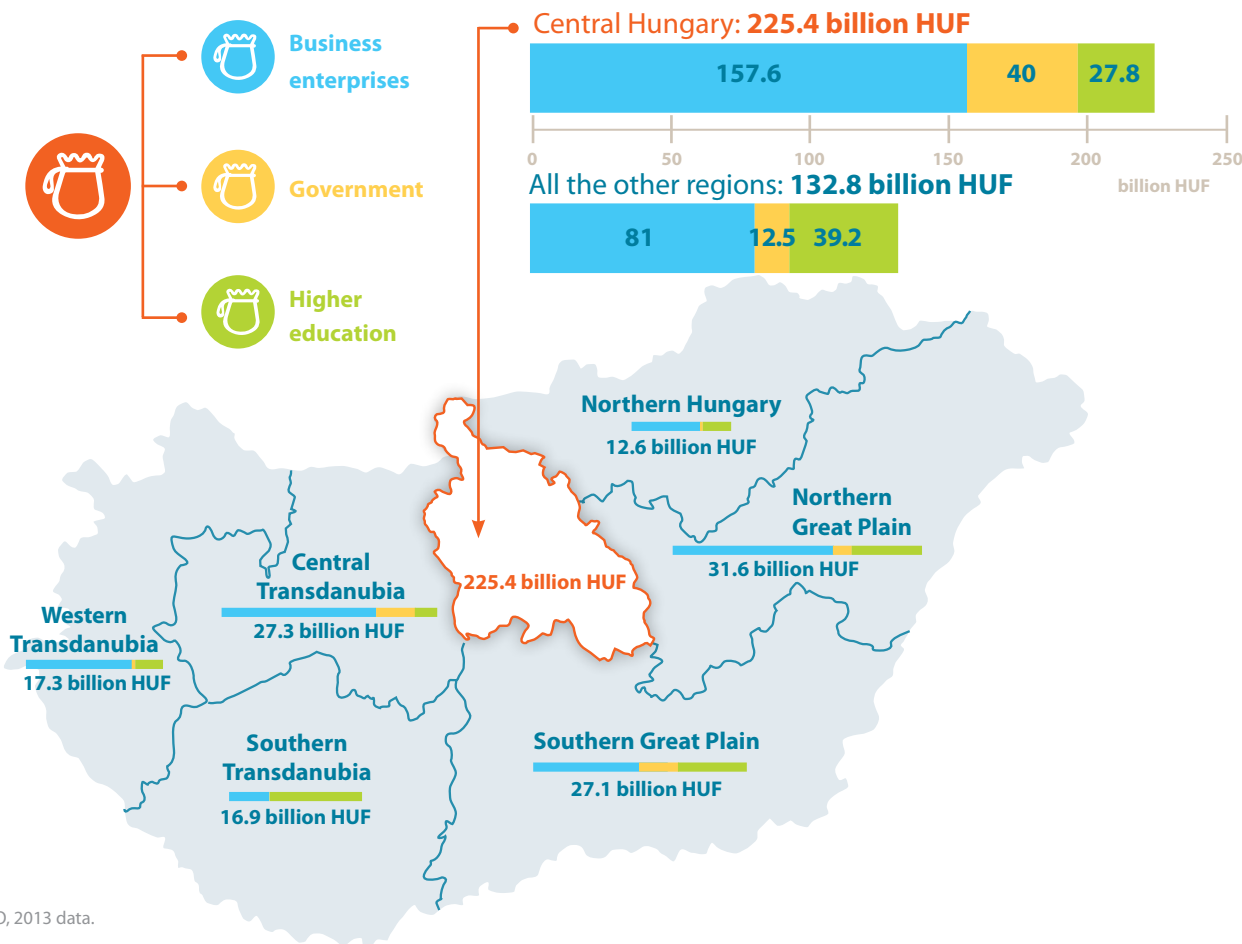 Business
enterprises
Government
Higher
education
Central Hungary: 225.4 billion HUF
157.6 40 27.8
0 50 100 150 200 250
billion HUF
All the other regions: 132.8 billion HUF
81 12.5 39.2
Northern Hungary
12.6 billion HUF
Northern
Great Plain
31.6 billion HUF
225.4 billion HUF
Central
Transdanubia
27.3 billion HUF
Western
Transdanubia
17.3 billion HUF
Southern
Transdanubia
16.9 billion HUF
Southern Great Plain
27.1 billion HUF
, 2013 data.